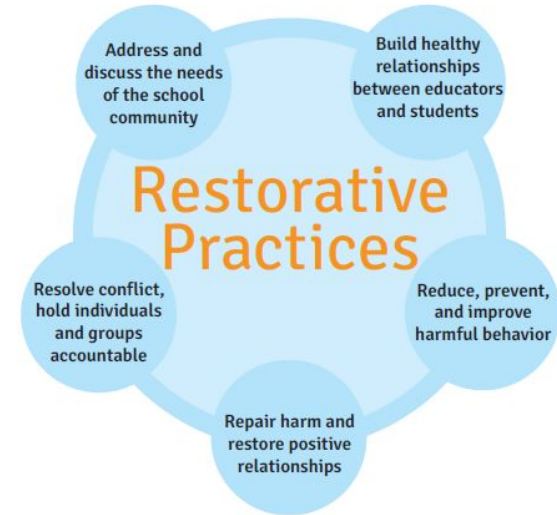 Address and
discuss the needs
of the school
community
Build healthy
relationships
between educators
and students
Restorative
Practices
Resolve conflict,
hold individuals
and groups
accountable
Reduce, prevent,
and improve
harmful behavior
Repair harm and
restore positive
relationships